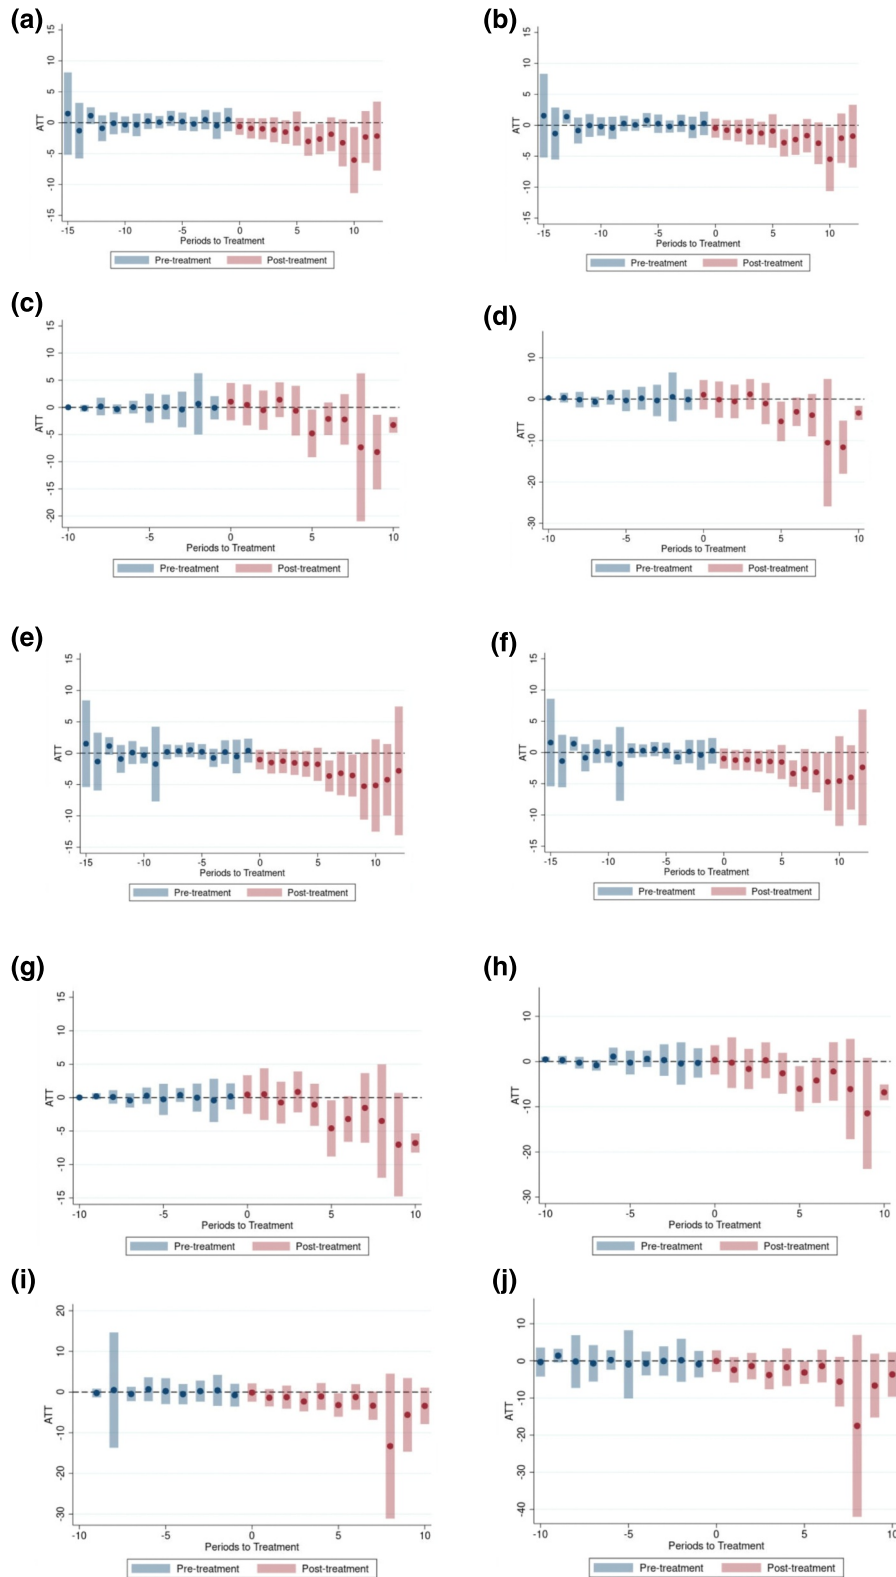 (a)
15
10
5
0
-5
-10
-15
ATT
-15 -10 -5 0 5 10
Periods to Treatment
Pre-treatment Post-treatment
(b)
15
10
5
0
-5
-10
-15
ATT
-15 -10 -5 0 5 10
Periods to Treatment
Pre-treatment Post-treatment
(c)
15
10
5
0
-5
-10
-15
-20
ATT
-10 -5 0 5 10
Periods to Treatment
Pre-treatment Post-treatment
(d)
10
0
-10
-20
-30
ATT
-10 -5 0 5 10
Periods to Treatment
Pre-treatment Post-treatment
(e)
15
10
5
0
-5
-10
-15
ATT
-15 -10 -5 0 5 10
Periods to Treatment
Pre-treatment Post-treatment
(f)
15
10
5
0
-5
-10
-15
ATT
-15 -10 -5 0 5 10
Periods to Treatment
Pre-treatment Post-treatment
(g)
15
10
5
0
-5
-10
-15
ATT
-10 -5 0 5 10
Periods to Treatment
Pre-treatment Post-treatment
(h)
10
0
-10
-20
-30
ATT
-10 -5 0 5 10
Periods to Treatment
Pre-treatment Post-treatment
(i)
20
10
0
-10
-20
-30
ATT
-10 -5 0 5 10
Periods to Treatment
Pre-treatment Post-treatment
(j)
10
0
-10
-20
-30
-40
ATT
-10 -5 0 5 10
Periods to Treatment
Pre-treatment Post-treatment